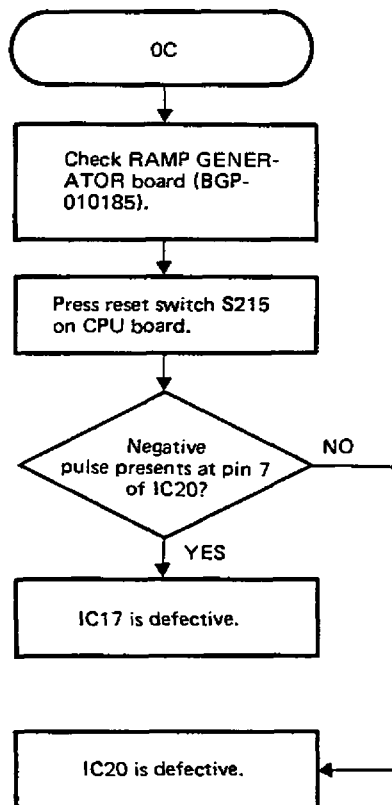 0C
Check RAMP GENER-
ATOR board (BGP-
010185).
Press reset switch S215
on CPU board.
Negative
pulse presents at pin 7
of IC20?
NO
YES
IC17 is defective.
IC20 is defective.